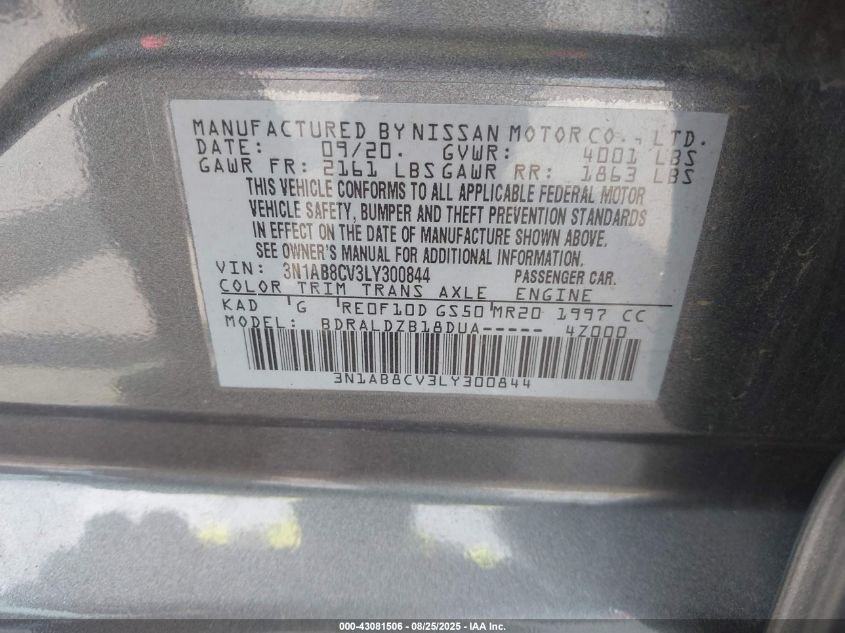 MANUFACTURED BY NISSAN MOTOR CO., LTD.
DATE: 09/20. GVWR: 4001 LBS
GAWR FR: 2161 LBS GAWR RR: 1863 LBS
THIS VEHICLE CONFORMS TO ALL APPLICABLE FEDERAL MOTOR
VEHICLE SAFETY, BUMPER AND THEFT PREVENTION STANDARDS
IN EFFECT ON THE DATE OF MANUFACTURE SHOWN ABOVE.
SEE OWNER'S MANUAL FOR ADDITIONAL INFORMATION.
VIN: 3N1AB8CV3LY300844 PASSENGER CAR.
COLOR TRIM TRANS AXLE ENGINE
KAD G RE0F10D GS50 MR20 1997 CC
MODEL: BDRALDZB18DUA----- 4Z000
3N1AB8CV3LY300844
000-43081506 - 08/25/2025 - IAA Inc.